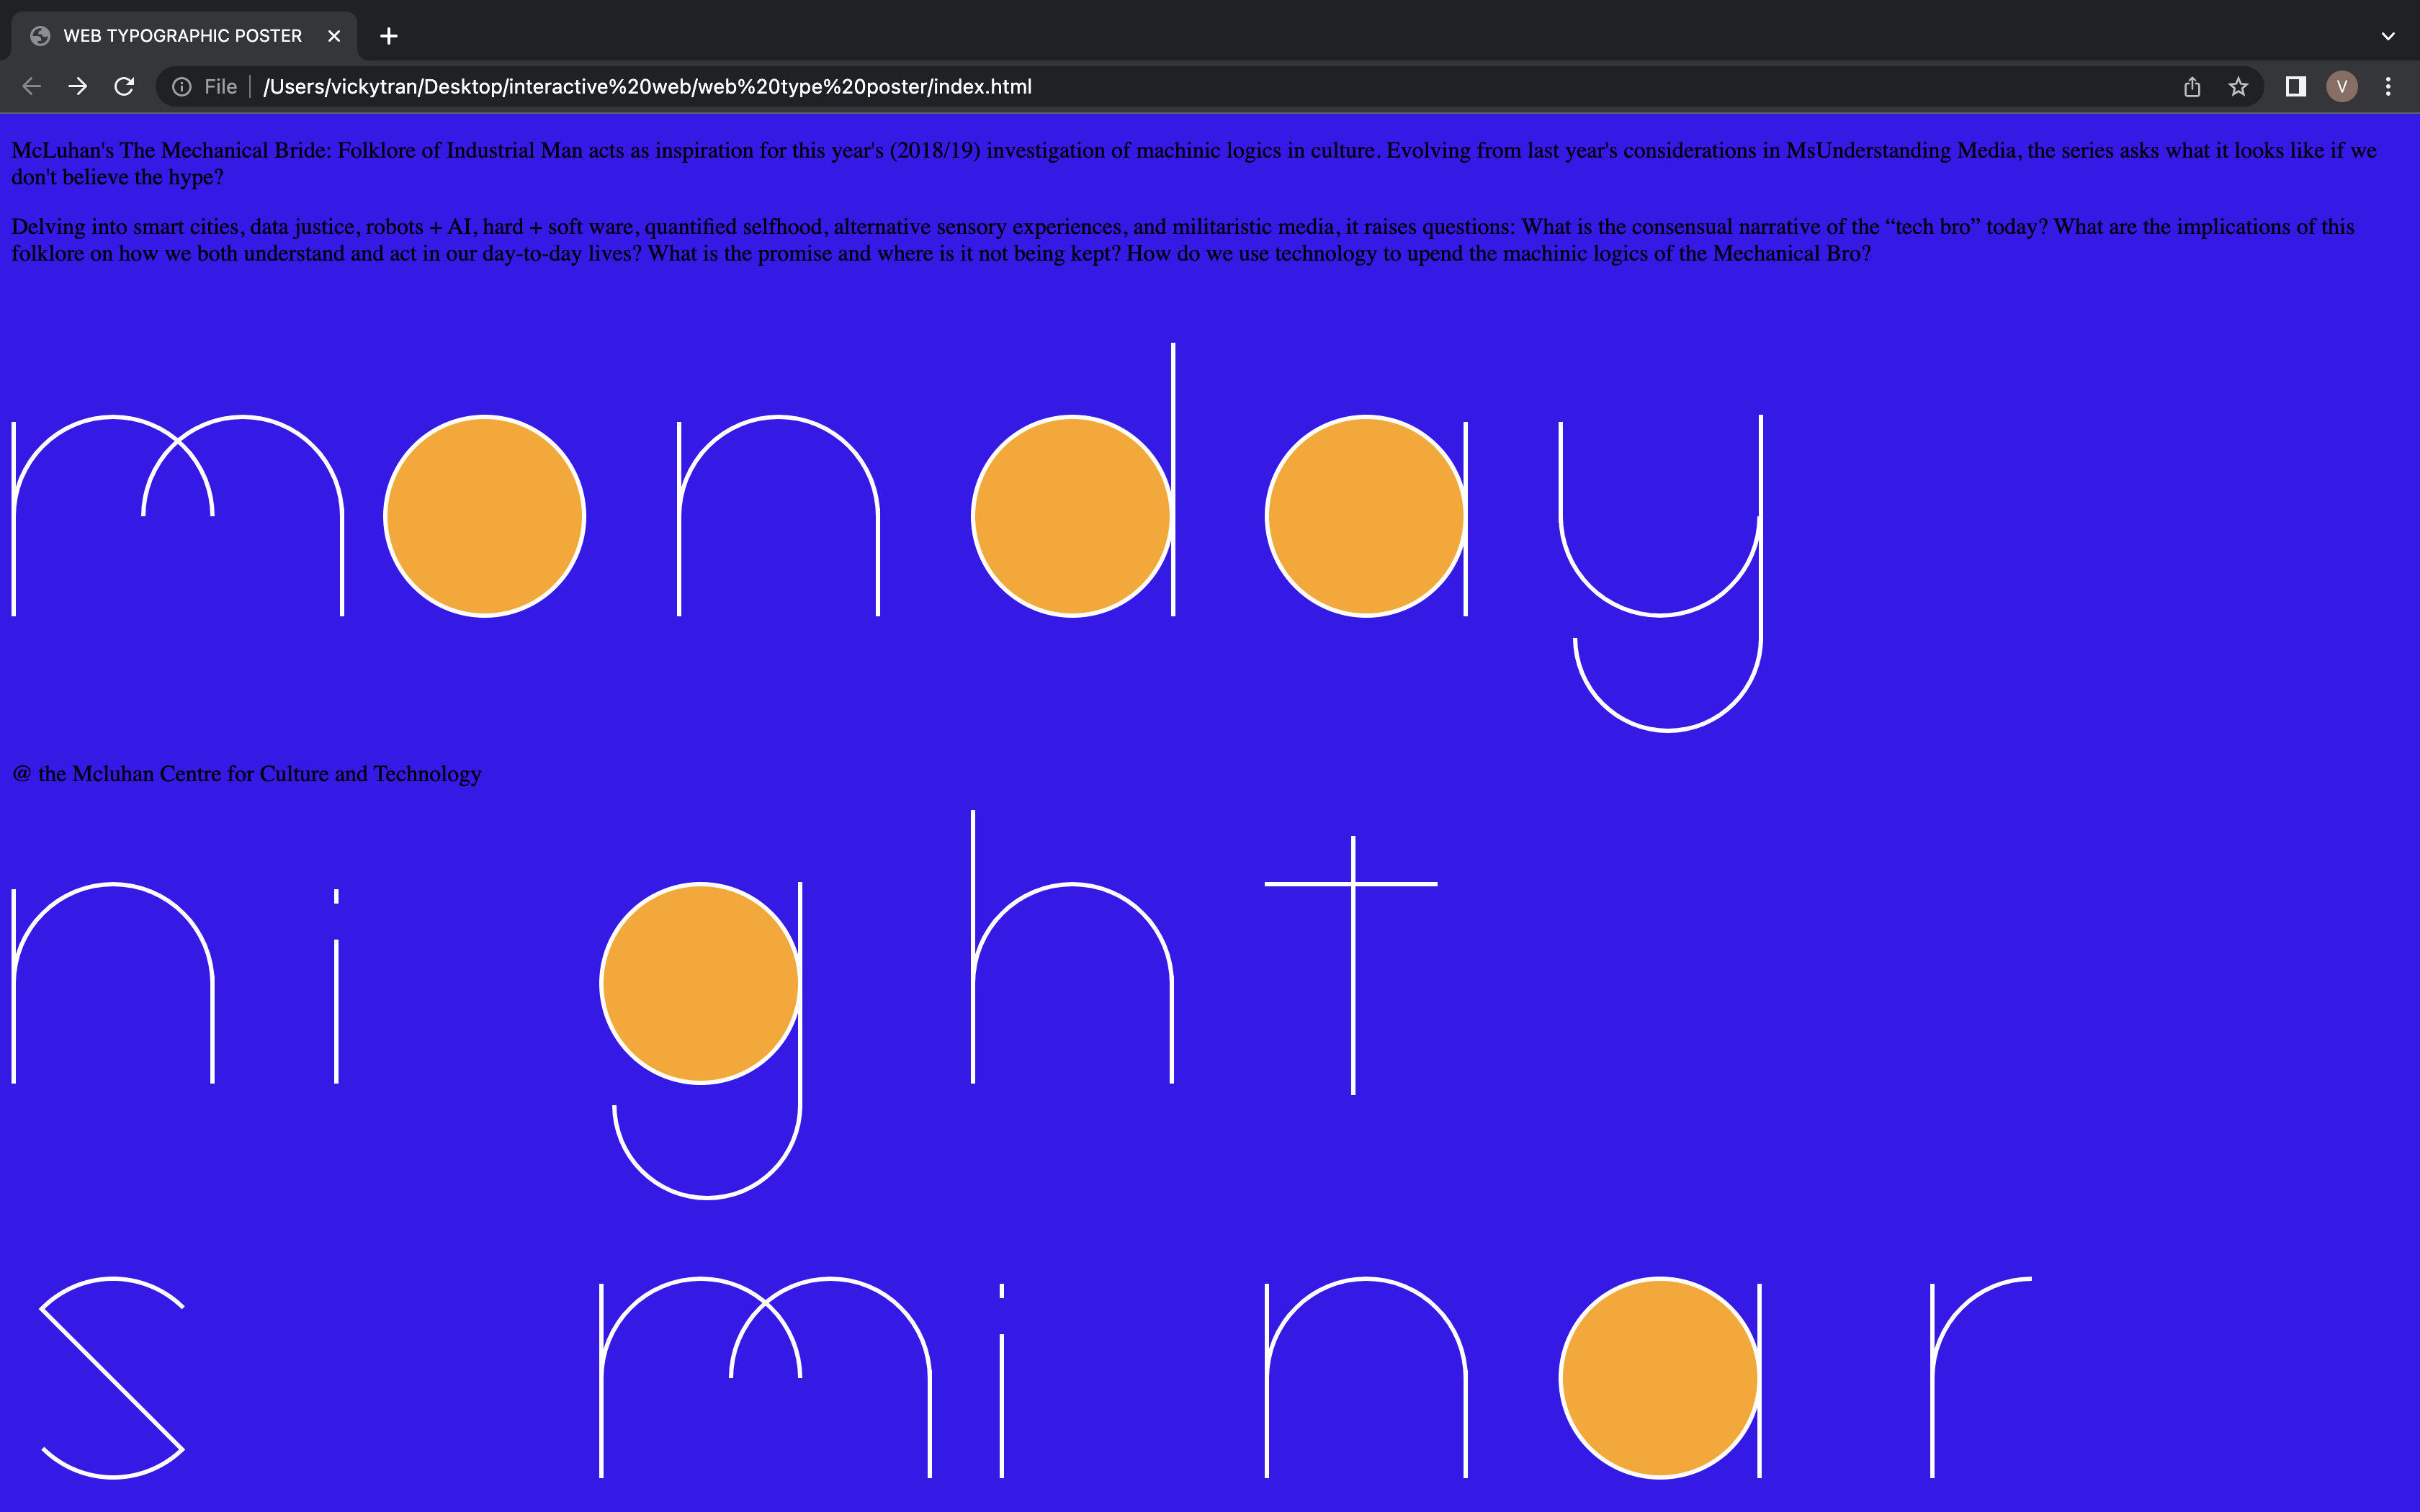 WEB TYPOGRAPHIC POSTER
File /Users/vickytran/Desktop/interactive%20web/web%20type%20poster/index.html
V
McLuhan's The Mechanical Bride: Folklore of Industrial Man acts as inspiration for this year's (2018/19) investigation of machinic logics in culture. Evolving from last year's considerations in MsUnderstanding Media, the series asks what it looks like if we
don't believe the hype?
Delving into smart cities, data justice, robots + AI, hard + soft ware, quantified selfhood, alternative sensory experiences, and militaristic media, it raises questions: What is the consensual narrative of the “tech bro” today? What are the implications of this
folklore on how we both understand and act in our day-to-day lives? What is the promise and where is it not being kept? How do we use technology to upend the machinic logics of the Mechanical Bro?
monday
@ the Mcluhan Centre for Culture and Technology
night
s minar